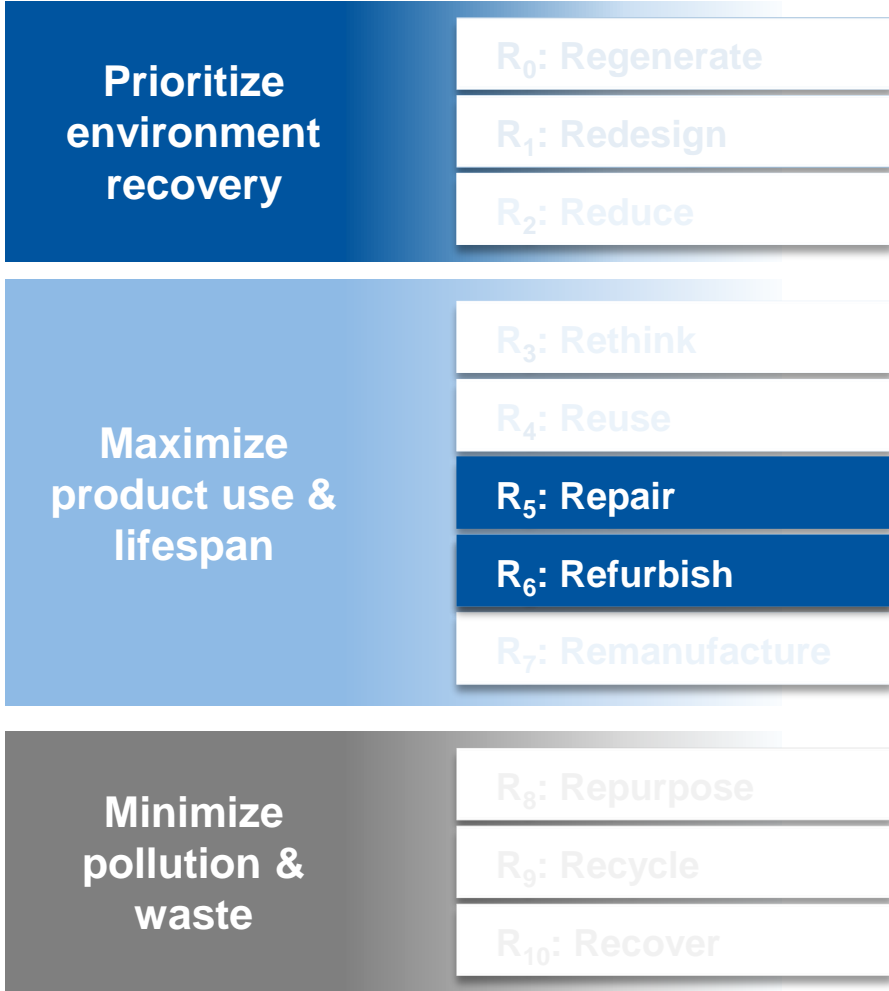 Prioritize
environment
recovery
R₀: Regenerate
R₁: Redesign
R₂: Reduce
Maximize
product use &
lifespan
R₃: Rethink
R₄: Reuse
R₅: Repair
R₆: Refurbish
R₇: Remanufacture
Minimize
pollution &
waste
R₈: Repurpose
R₉: Recycle
R₁₀: Recover